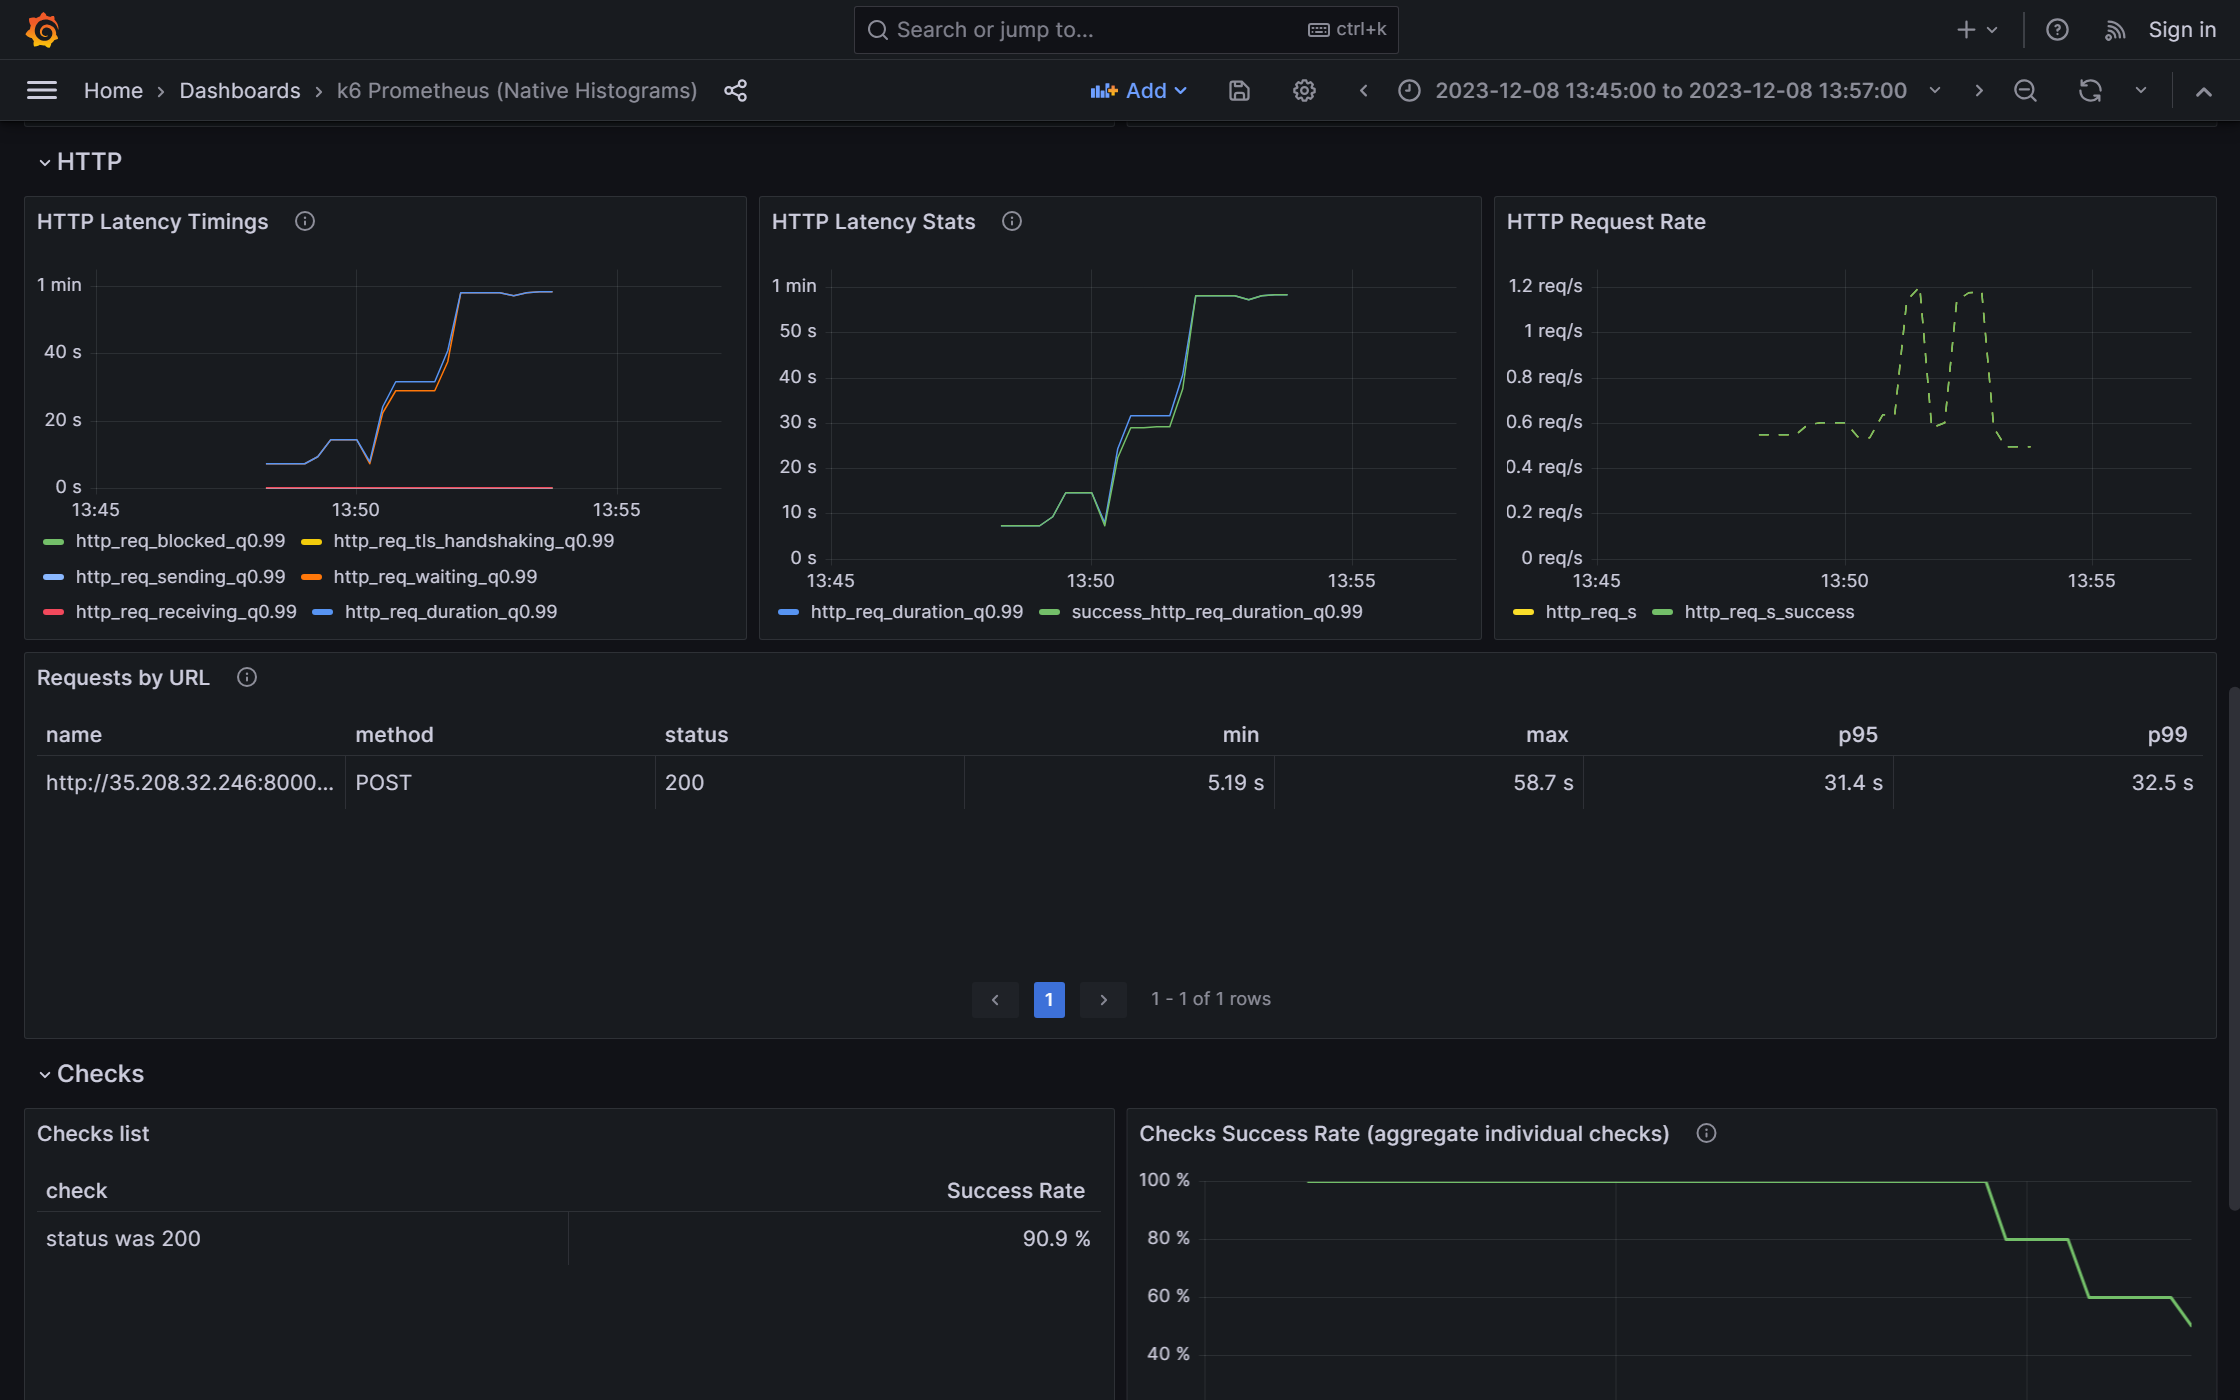 Search or jump to...
ctrl+k
Sign in
Home
Dashboards
k6 Prometheus (Native Histograms)
Add
2023-12-08 13:45:00 to 2023-12-08 13:57:00
HTTP
HTTP Latency Timings
1 min
40 s
20 s
0 s
13:45
13:50
13:55
http_req_blocked_q0.99
http_req_tls_handshaking_q0.99
http_req_sending_q0.99
http_req_waiting_q0.99
http_req_receiving_q0.99
http_req_duration_q0.99
HTTP Latency Stats
1 min
50 s
40 s
30 s
20 s
10 s
0 s
13:45
13:50
13:55
http_req_duration_q0.99
success_http_req_duration_q0.99
HTTP Request Rate
1.2 req/s
1 req/s
0.8 req/s
0.6 req/s
0.4 req/s
0.2 req/s
0 req/s
13:45
13:50
13:55
http_req_s
http_req_s_success
Requests by URL
name method status min max p95 p99
http://35.208.32.246:8000... POST 200 5.19 s 58.7 s 31.4 s 32.5 s
1
1 - 1 of 1 rows
Checks
Checks list
check Success Rate
status was 200 90.9 %
Checks Success Rate (aggregate individual checks)
100 %
80 %
60 %
40 %